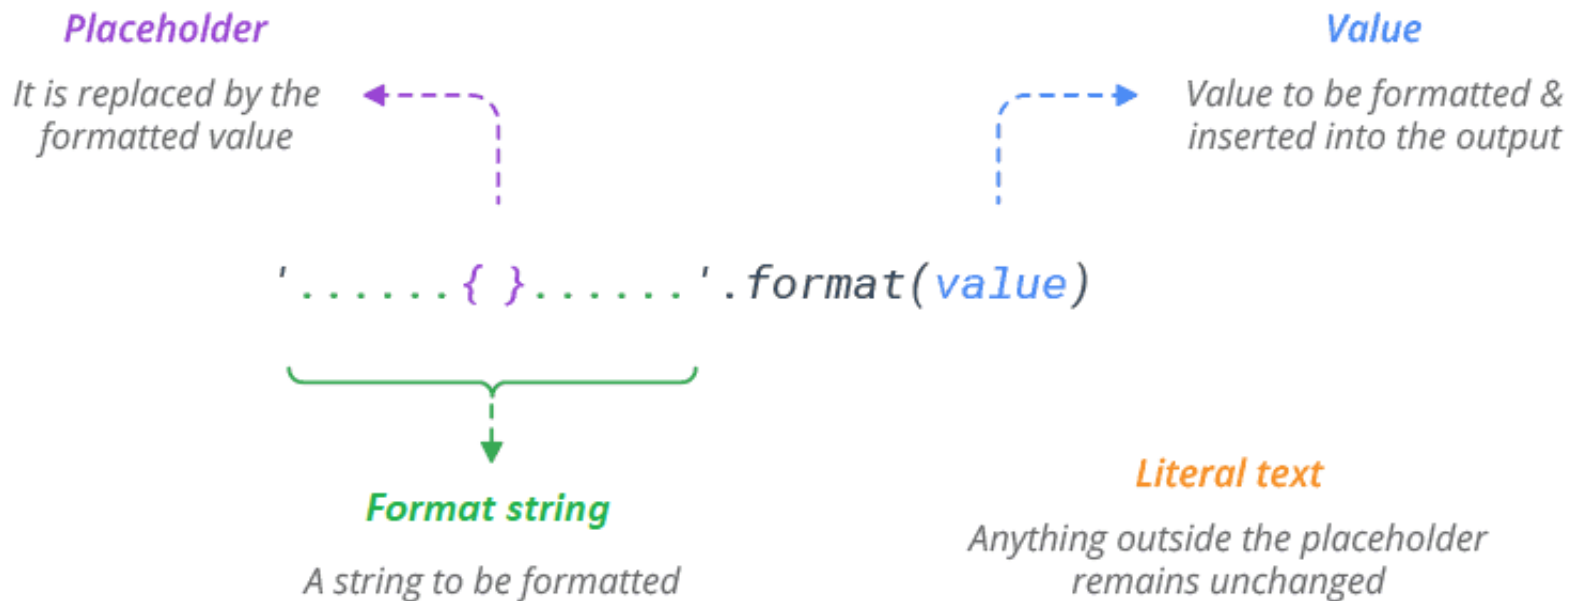 Placeholder
It is replaced by the
formatted value
Value
Value to be formatted &
inserted into the output
'......{ }......'.format(value)
Format string
A string to be formatted
Literal text
Anything outside the placeholder
remains unchanged